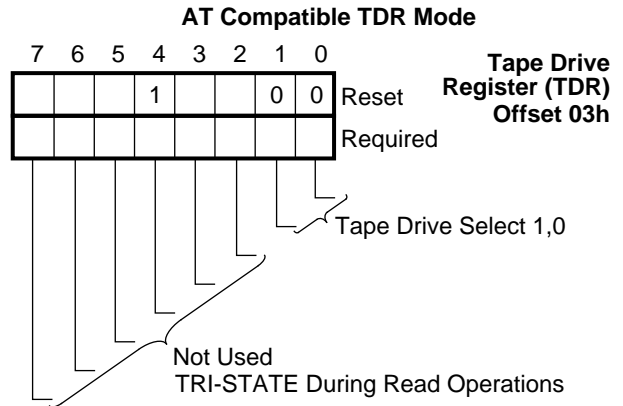 AT Compatible TDR Mode
7 6 5 4 3 2 1 0
Tape Drive
Register (TDR)
Offset 03h
1 0 0 Reset
Required
Tape Drive Select 1,0
Not Used
TRI-STATE During Read Operations